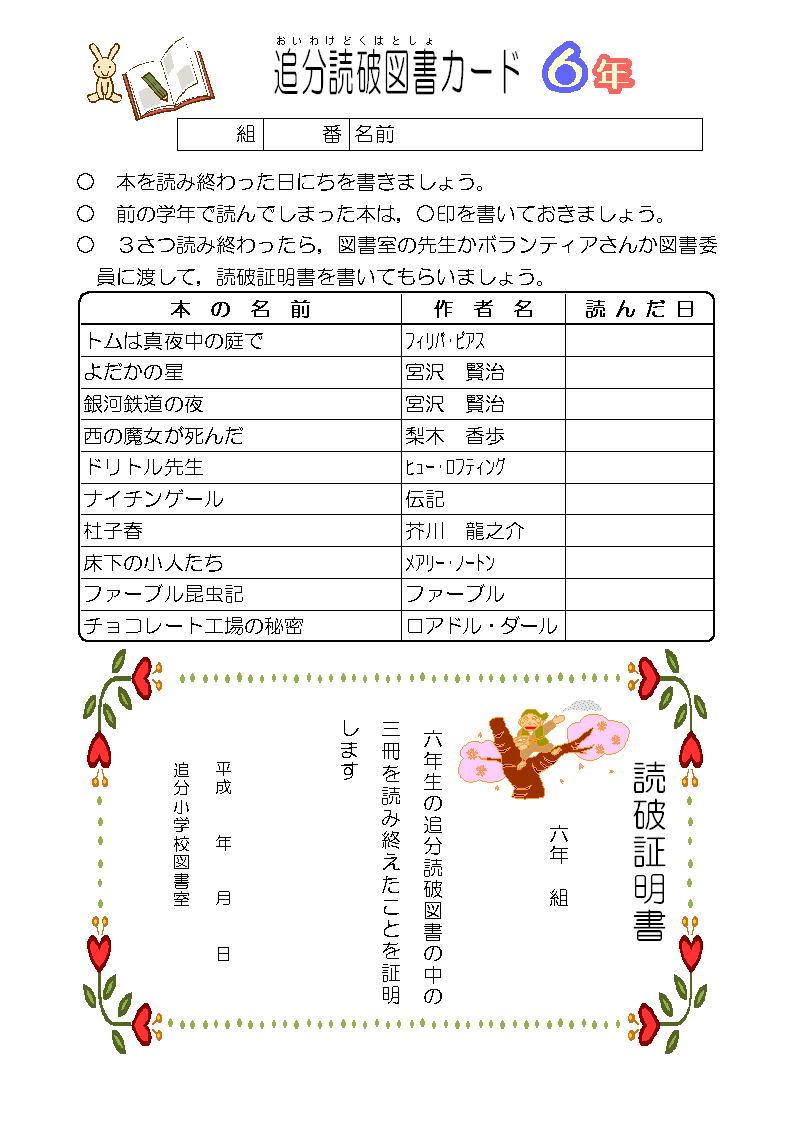 おいわけどくはとしょ
追分読破図書カード 6年
組 番 名前
○ 本を読み終わった日にちを書きましょう。
○ 前の学年で読んでしまった本は，○印を書いておきましょう。
○ ３さつ読み終わったら，図書室の先生かボランティアさんか図書委
員に渡して，読破証明書を書いてもらいましょう。
本の名前 作者名 読んだ日
トムは真夜中の庭で ﾌｨﾘﾊﾟ･ﾋﾟｱｽ
よだかの星 宮沢 賢治
銀河鉄道の夜 宮沢 賢治
西の魔女が死んだ 梨木 香歩
ドリトル先生 ﾋｭｰ･ﾛﾌﾃｨﾝｸﾞ
ナイチンゲール 伝記
杜子春 芥川 龍之介
床下の小人たち ﾒｱﾘｰ･ﾉｰﾄﾝ
ファーブル昆虫記 ファーブル
チョコレート工場の秘密 ロアドル・ダール
読破証明書
六年 組
六年生の追分読破図書の中の
三冊を読み終えたことを証明
します
平成 年 月 日
追分小学校図書室